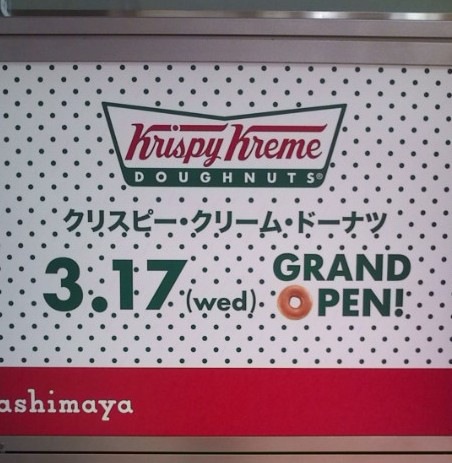 Krispy Kreme
DOUGHNUTS®
クリスピー・クリーム・ドーナツ
3.17 (wed)
GRAND
OPEN!
ashimaya